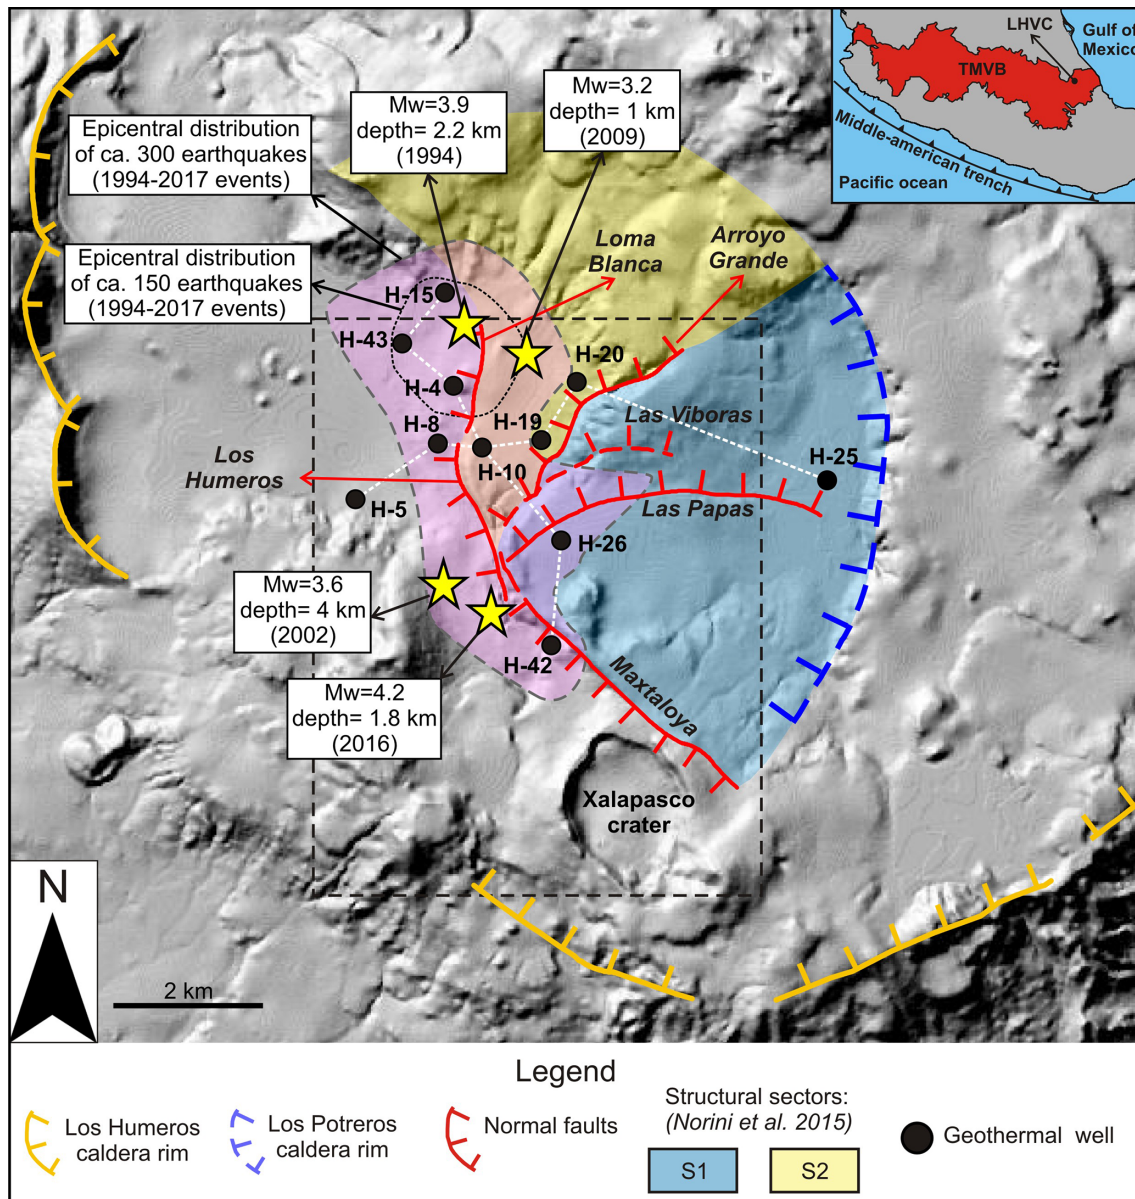 LHVC
Gulf of
Mexico
TMVB
Middle-american trench
Pacific ocean
Mw=3.2
depth= 1 km
(2009)
Mw=3.9
depth= 2.2 km
(1994)
Epicentral distribution
of ca. 300 earthquakes
(1994-2017 events)
Epicentral distribution
of ca. 150 earthquakes
(1994-2017 events)
Loma
Blanca
Arroyo
Grande
H-15
H-43
H-20
H-4
H-8
H-19
Las Viboras
H-10
H-25
Los
Humeros
H-5
Las Papas
H-26
Mw=3.6
depth= 4 km
(2002)
H-42
Maxtaloya
Mw=4.2
depth= 1.8 km
(2016)
Xalapasco
crater
N
2 km
Legend
Los Humeros
caldera rim
Los Potreros
caldera rim
Normal faults
Structural sectors:
(Norini et al. 2015)
S1
S2
Geothermal well